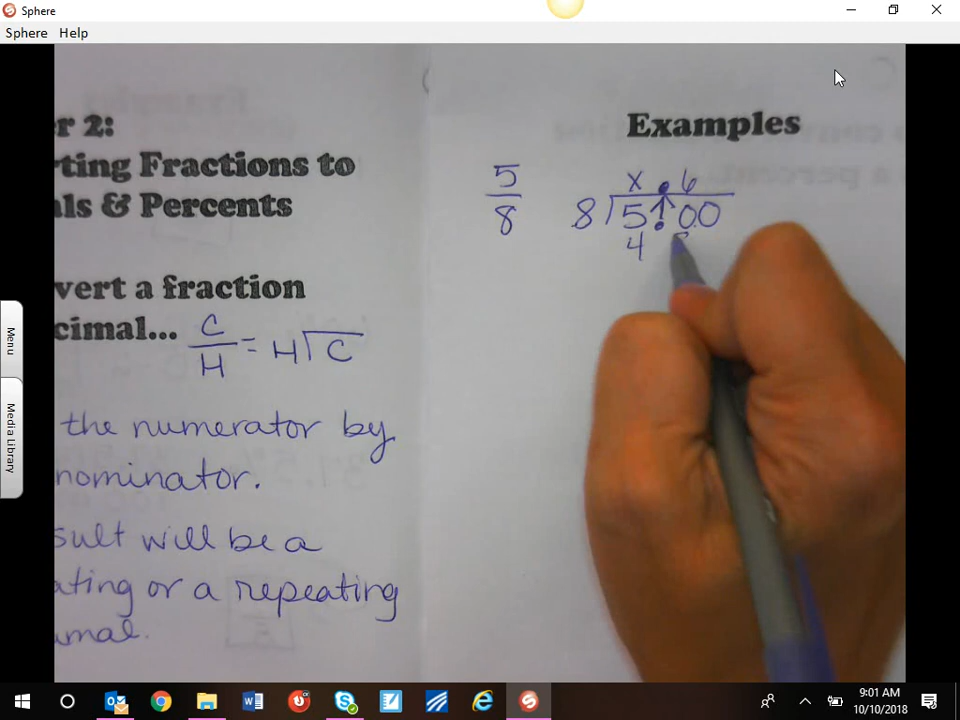 Sphere
Sphere Help
Menu
Media Library
er 2:
rting Fractions to
als & Percents
vert a fraction
cimal...
C/H = H⟌C
the numerator by
nominator.
sult will be a
ating or a repeating
imal.
Examples
5/8
x . 6
8⟌5.00
4
9:01 AM
10/10/2018